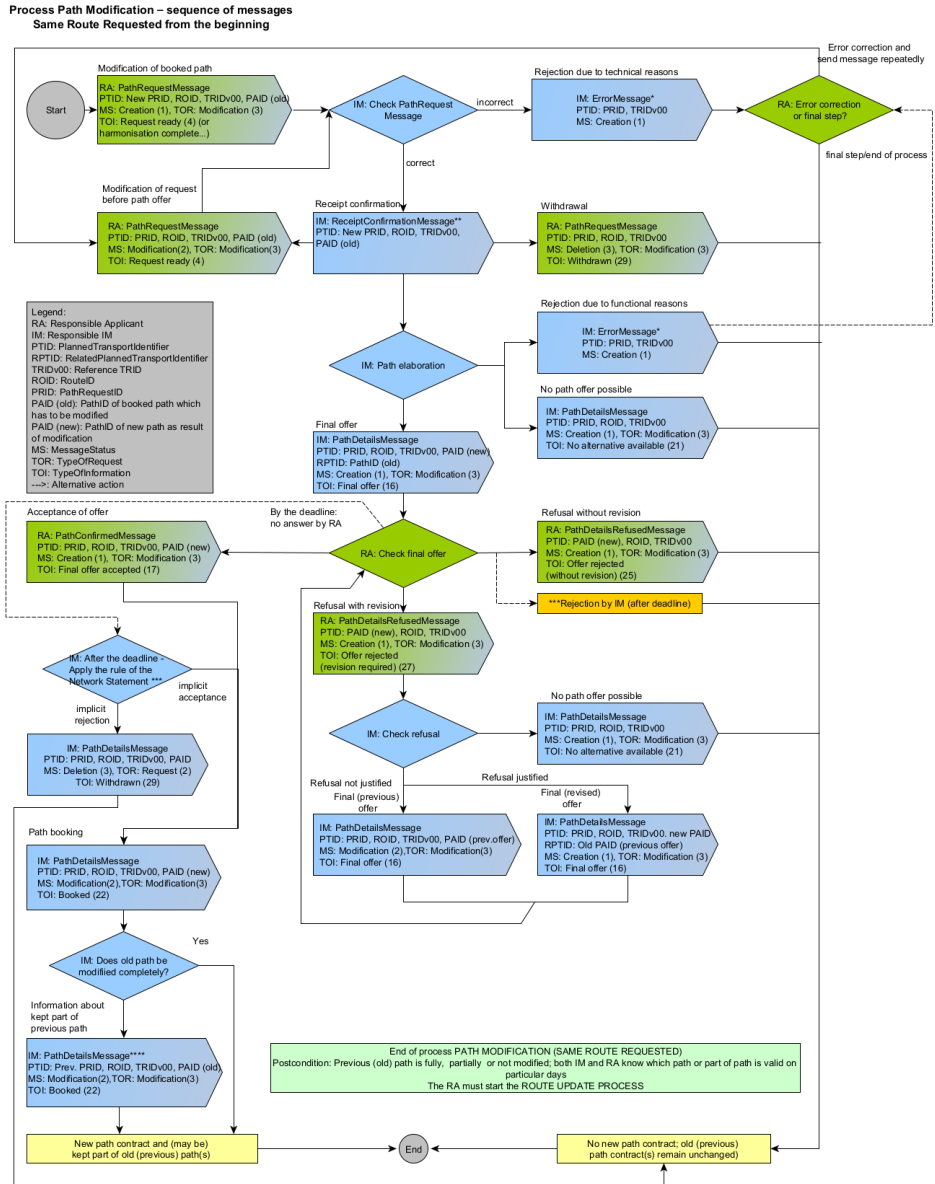 Process Path Modification – sequence of messages
Same Route Requested from the beginning
Error correction and
send message repeatedly
Modification of booked path
Rejection due to technical reasons
Start
RA: PathRequestMessage
PTID: New PRID, ROID, TRIDv00, PAID (old)
MS: Creation (1), TOR: Modification (3)
TOI: Request ready (4) (or
harmonisation complete...)
IM: Check PathRequest
Message
incorrect
IM: ErrorMessage*
PTID: PRID, TRIDv00
MS: Creation (1)
RA: Error correction
or final step?
correct
final step/end of process
Modification of request
before path offer
Receipt confirmation
Withdrawal
RA: PathRequestMessage
PTID: PRID, ROID, TRIDv00, PAID (old)
MS: Modification(2), TOR: Modification(3)
TOI: Request ready (4)
IM: ReceiptConfirmationMessage**
PTID: New PRID, ROID, TRIDv00,
PAID (old)
RA: PathRequestMessage
PTID: PRID, ROID, TRIDv00
MS: Deletion (3), TOR: Modification (3)
TOI: Withdrawn (29)
Legend:
RA: Responsible Applicant
IM: Responsible IM
PTID: PlannedTransportIdentifier
RPTID: RelatedPlannedTransportIdentifier
TRIDv00: Reference TRID
ROID: RouteID
PRID: PathRequestID
PAID (old): PathID of booked path which
has to be modified
PAID (new): PathID of new path as result
of modification
MS: MessageStatus
TOR: TypeOfRequest
TOI: TypeOfInformation
--->: Alternative action
Rejection due to functional reasons
IM: ErrorMessage*
PTID: PRID, TRIDv00
MS: Creation (1)
IM: Path elaboration
No path offer possible
IM: PathDetailsMessage
PTID: PRID, ROID, TRIDv00
MS: Creation (1), TOR: Modification (3)
TOI: No alternative available (21)
Final offer
IM: PathDetailsMessage
PTID: PRID, ROID, TRIDv00, PAID (new)
RPTID: PathID (old)
MS: Creation (1), TOR: Modification (3)
TOI: Final offer (16)
Acceptance of offer
By the deadline:
no answer by RA
Refusal without revision
RA: PathConfirmedMessage
PTID: PRID, ROID, TRIDv00, PAID (new)
MS: Creation (1), TOR: Modification (3)
TOI: Final offer accepted (17)
RA: Check final offer
RA: PathDetailsRefusedMessage
PTID: PAID (new), ROID, TRIDv00
MS: Creation (1), TOR: Modification (3)
TOI: Offer rejected
(without revision) (25)
***Rejection by IM (after deadline)
Refusal with revision
RA: PathDetailsRefusedMessage
PTID: PAID (new), ROID, TRIDv00
MS: Creation (1), TOR: Modification (3)
TOI: Offer rejected
(revision required) (27)
IM: After the deadline -
Apply the rule of the
Network Statement ***
implicit
acceptance
implicit
rejection
No path offer possible
IM: PathDetailsMessage
PTID: PRID, ROID, TRIDv00
MS: Creation (1), TOR: Modification (3)
TOI: No alternative available (21)
IM: Check refusal
IM: PathDetailsMessage
PTID: PRID, ROID, TRIDv00, PAID
MS: Deletion (3), TOR: Request (2)
TOI: Withdrawn (29)
Refusal not justified
Refusal justified
Final (previous)
offer
Final (revised)
offer
IM: PathDetailsMessage
PTID: PRID, ROID, TRIDv00, PAID (prev.offer)
MS: Modification (2),TOR: Modification(3)
TOI: Final offer (16)
IM: PathDetailsMessage
PTID: PRID, ROID, TRIDv00. new PAID
RPTID: Old PAID (previous offer)
MS: Creation (1), TOR: Modification (3)
TOI: Final offer (16)
Path booking
IM: PathDetailsMessage
PTID: PRID, ROID, TRIDv00, PAID (new)
MS: Modification(2),TOR: Modification(3)
TOI: Booked (22)
Yes
IM: Does old path be
modifiied completely?
Information about
kept part of
previous path
IM: PathDetailsMessage****
PTID: Prev. PRID, ROID, TRIDv00, PAID (old)
MS: Modification(2),TOR: Modification(3)
TOI: Booked (22)
End of process PATH MODIFICATION (SAME ROUTE REQUESTED)
Postcondition: Previous (old) path is fully, partially or not modified; both IM and RA know which path or part of path is valid on
particular days
The RA must start the ROUTE UPDATE PROCESS
New path contract and (may be)
kept part of old (previous) path(s)
End
No new path contract; old (previous)
path contract(s) remain unchanged)